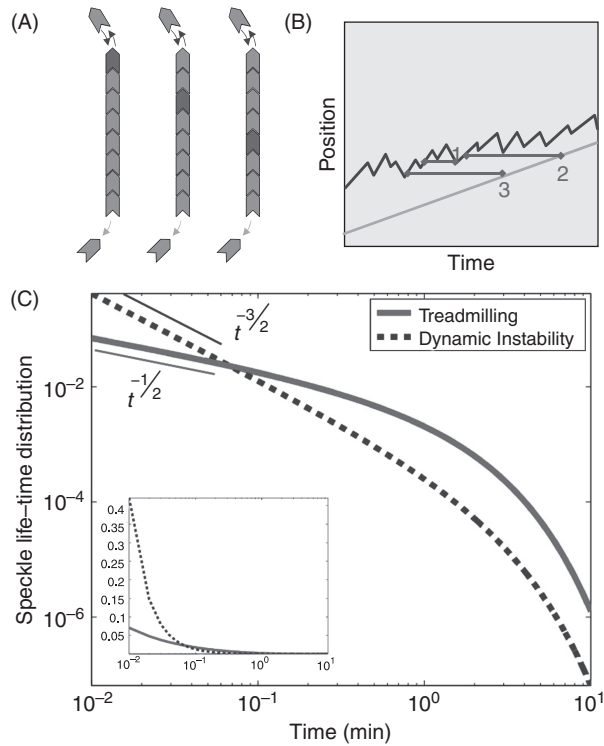 (A)
(B)
Position
1
2
3
Time
(C)
Treadmilling
Dynamic Instability
t^{-3/2}
t^{-1/2}
10^{-2}
10^{-4}
10^{-6}
Speckle life–time distribution
0.4
0.35
0.3
0.25
0.2
0.15
0.1
0.05
10^{-2} 10^{-1} 10^{0} 10^{1}
10^{-2} 10^{-1} 10^{0} 10^{1}
Time (min)